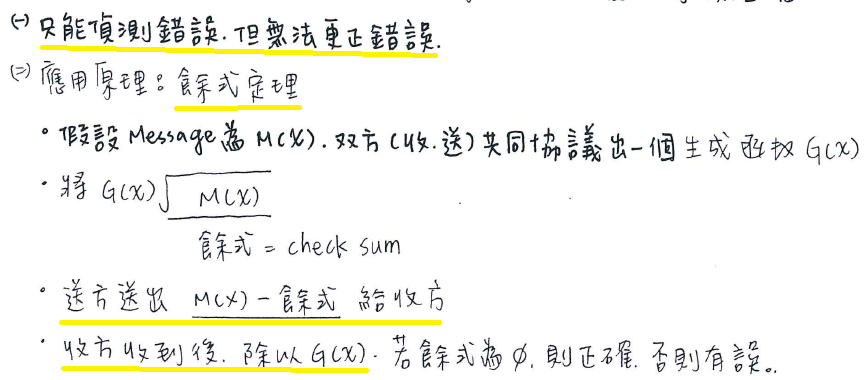 (一) 只能偵測錯誤.但無法更正錯誤.
(二) 應用原理：餘式定理
• 假設 Message 為 M(X). 双方(收.送)共同協議出一個生成函数 G(X)
• 將 G(X)√M(X)
餘式 = check sum
• 送方送出 M(X) - 餘式 給收方
• 收方收到後. 除以 G(X). 若餘式為 ∅. 則正確. 否則有誤。